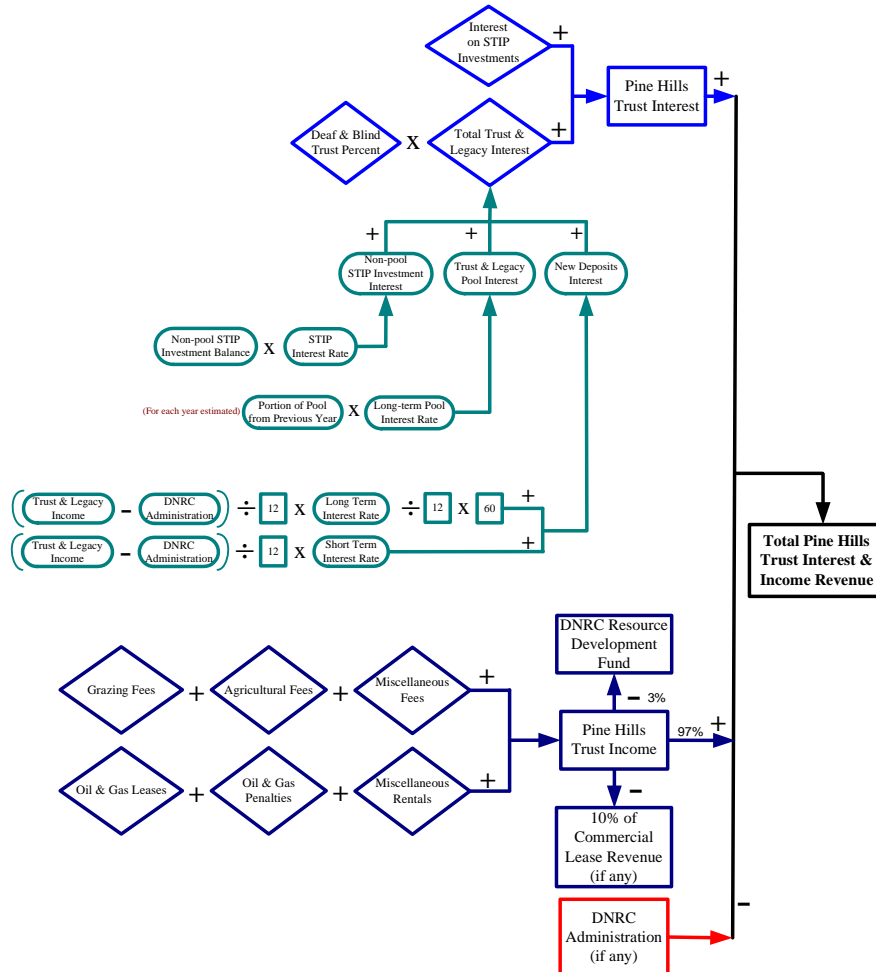 Interest
on STIP
Investments
+
Pine Hills
Trust Interest
+
Deaf & Blind
Trust Percent
X
Total Trust &
Legacy Interest
+
+
+
+
Non-pool
STIP Investment
Interest
Trust & Legacy
Pool Interest
New Deposits
Interest
Non-pool STIP
Investment Balance
X
STIP
Interest Rate
(For each year estimated)
Portion of Pool
from Previous Year
X
Long-term Pool
Interest Rate
(
Trust & Legacy
Income
-
DNRC
Administration
)
÷
12
X
Long Term
Interest Rate
÷
12
X
60
+
(
Trust & Legacy
Income
-
DNRC
Administration
)
÷
12
X
Short Term
Interest Rate
+
Total Pine Hills
Trust Interest &
Income Revenue
DNRC Resource
Development
Fund
- 3%
Grazing Fees
+
Agricultural Fees
+
Miscellaneous
Fees
+
Pine Hills
Trust Income
97%
+
Oil & Gas Leases
+
Oil & Gas
Penalties
+
Miscellaneous
Rentals
+
-
10% of
Commercial
Lease Revenue
(if any)
DNRC
Administration
(if any)
-